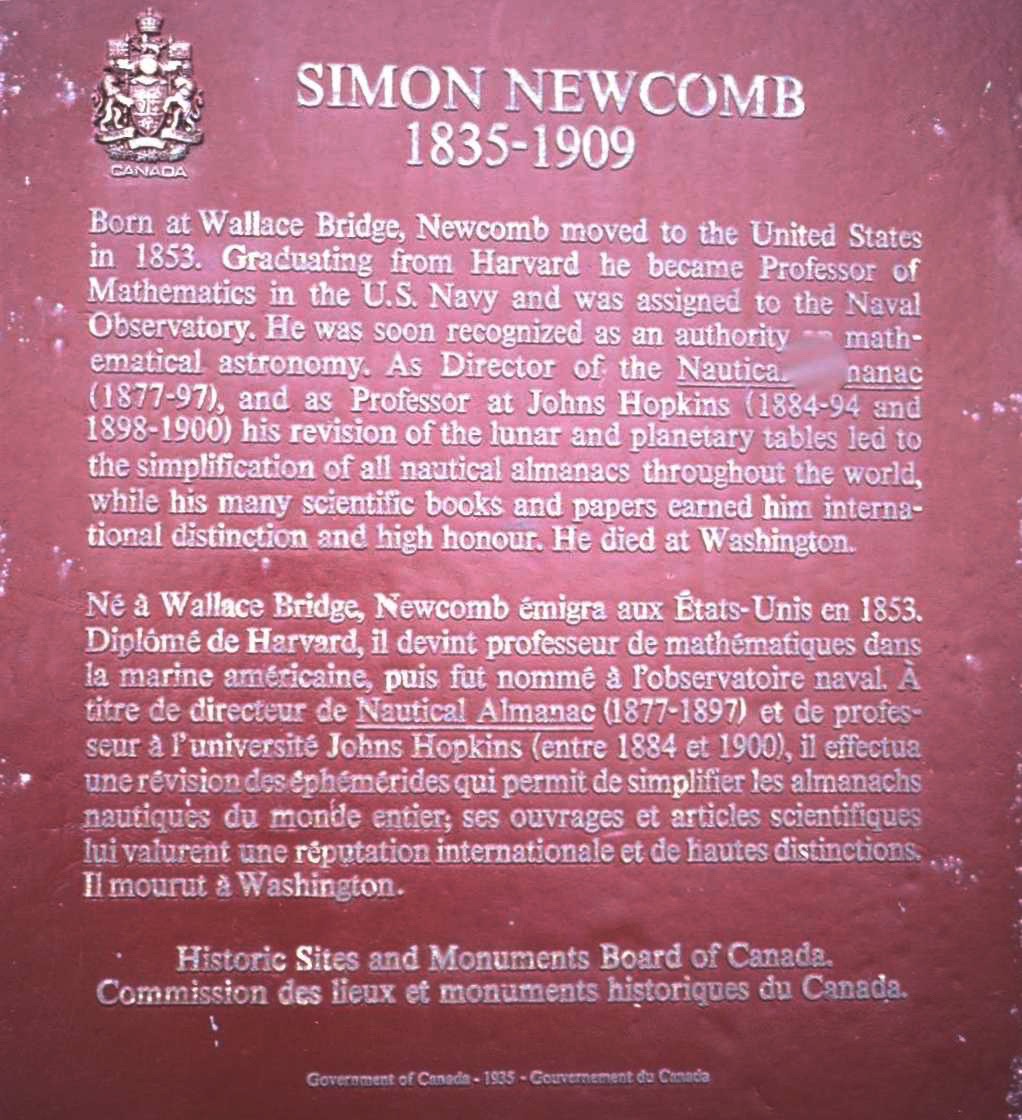 CANADA
SIMON NEWCOMB
1835-1909
Born at Wallace Bridge, Newcomb moved to the United States
in 1853. Graduating from Harvard he became Professor of
Mathematics in the U.S. Navy and was assigned to the Naval
Observatory. He was soon recognized as an authority math-
ematical astronomy. As Director of the
(1877-97), and as Professor at Johns Hopkins (1884-94 and
1898-1900) his revision of the lunar and planetary tables led to
the simplification of all nautical almanacs throughout the world,
while his many scientific books and papers earned him interna-
tional distinction and high honour. He died at Washington.
Né à Wallace Bridge, Newcomb émigra aux États-Unis en 1853.
Diplômé de Harvard, il devint professeur de mathématiques dans
la marine américaine, puis fut nommé à l'observatoire naval. À
titre de directeur de Nautical Almanac (1877-1897) et de profes-
seur à l'université Johns Hopkins (entre 1884 et 1900), il effectua
une révision des éphémérides qui permit de simplifier les almanachs
nautiques du monde entier; ses ouvrages et articles scientifiques
lui valurent une réputation internationale et de hautes distinctions.
Il mourut à Washington.
Historic Sites and Monuments Board of Canada.
Commission des lieux et monuments historiques du Canada.
Government of Canada - 1935 - Gouvernement du Canada